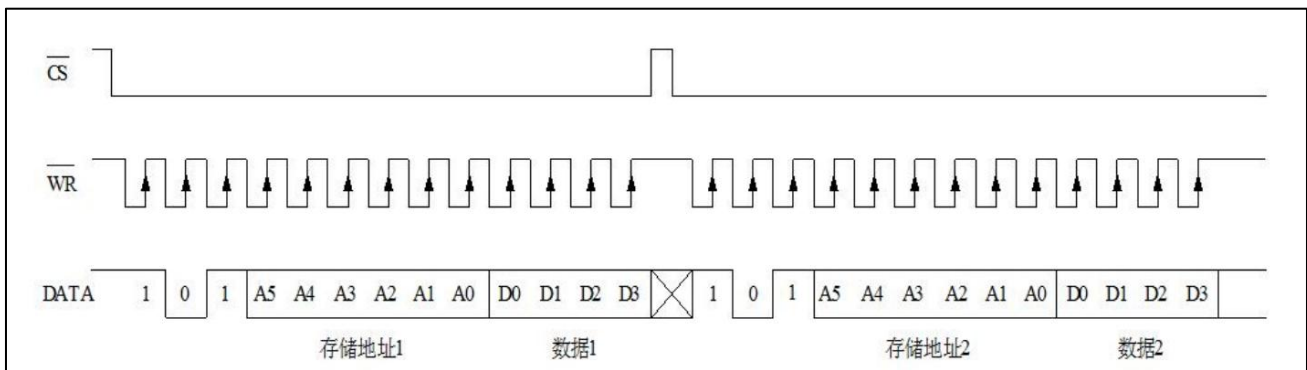 CS
WR
DATA 1 0 1 A5 A4 A3 A2 A1 A0 D0 D1 D2 D3 1 0 1 A5 A4 A3 A2 A1 A0 D0 D1 D2 D3
存储地址1 数据1 存储地址2 数据2